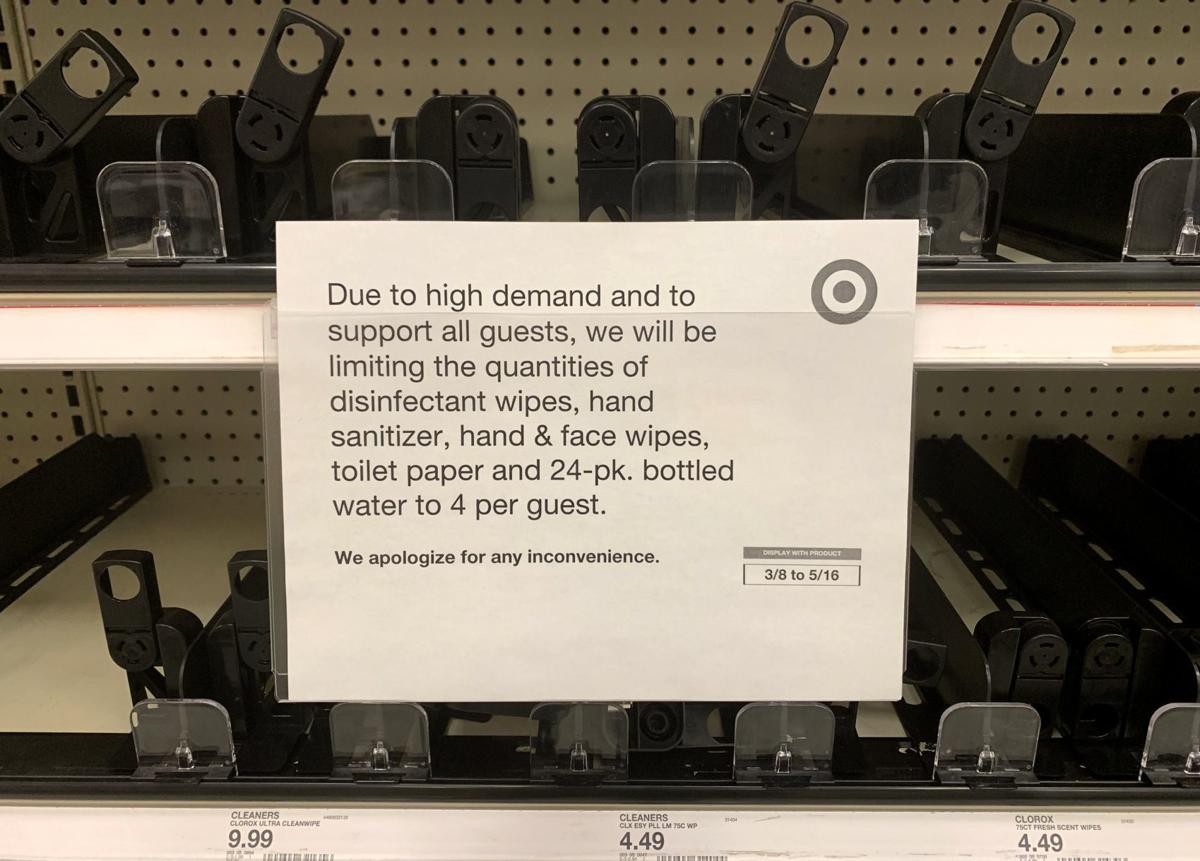 Due to high demand and to
support all guests, we will be
limiting the quantities of
disinfectant wipes, hand
sanitizer, hand & face wipes,
toilet paper and 24-pk. bottled
water to 4 per guest.
We apologize for any inconvenience.
DISPLAY WITH PRODUCT
3/8 to 5/16
CLEANERS
CLOROX ULTRA CLEANWIPE
9.99
CLEANERS
CLX ESY PLL LM 75C WP
4.49
CLOROX
75CT FRESH SCENT WIPES
4.49